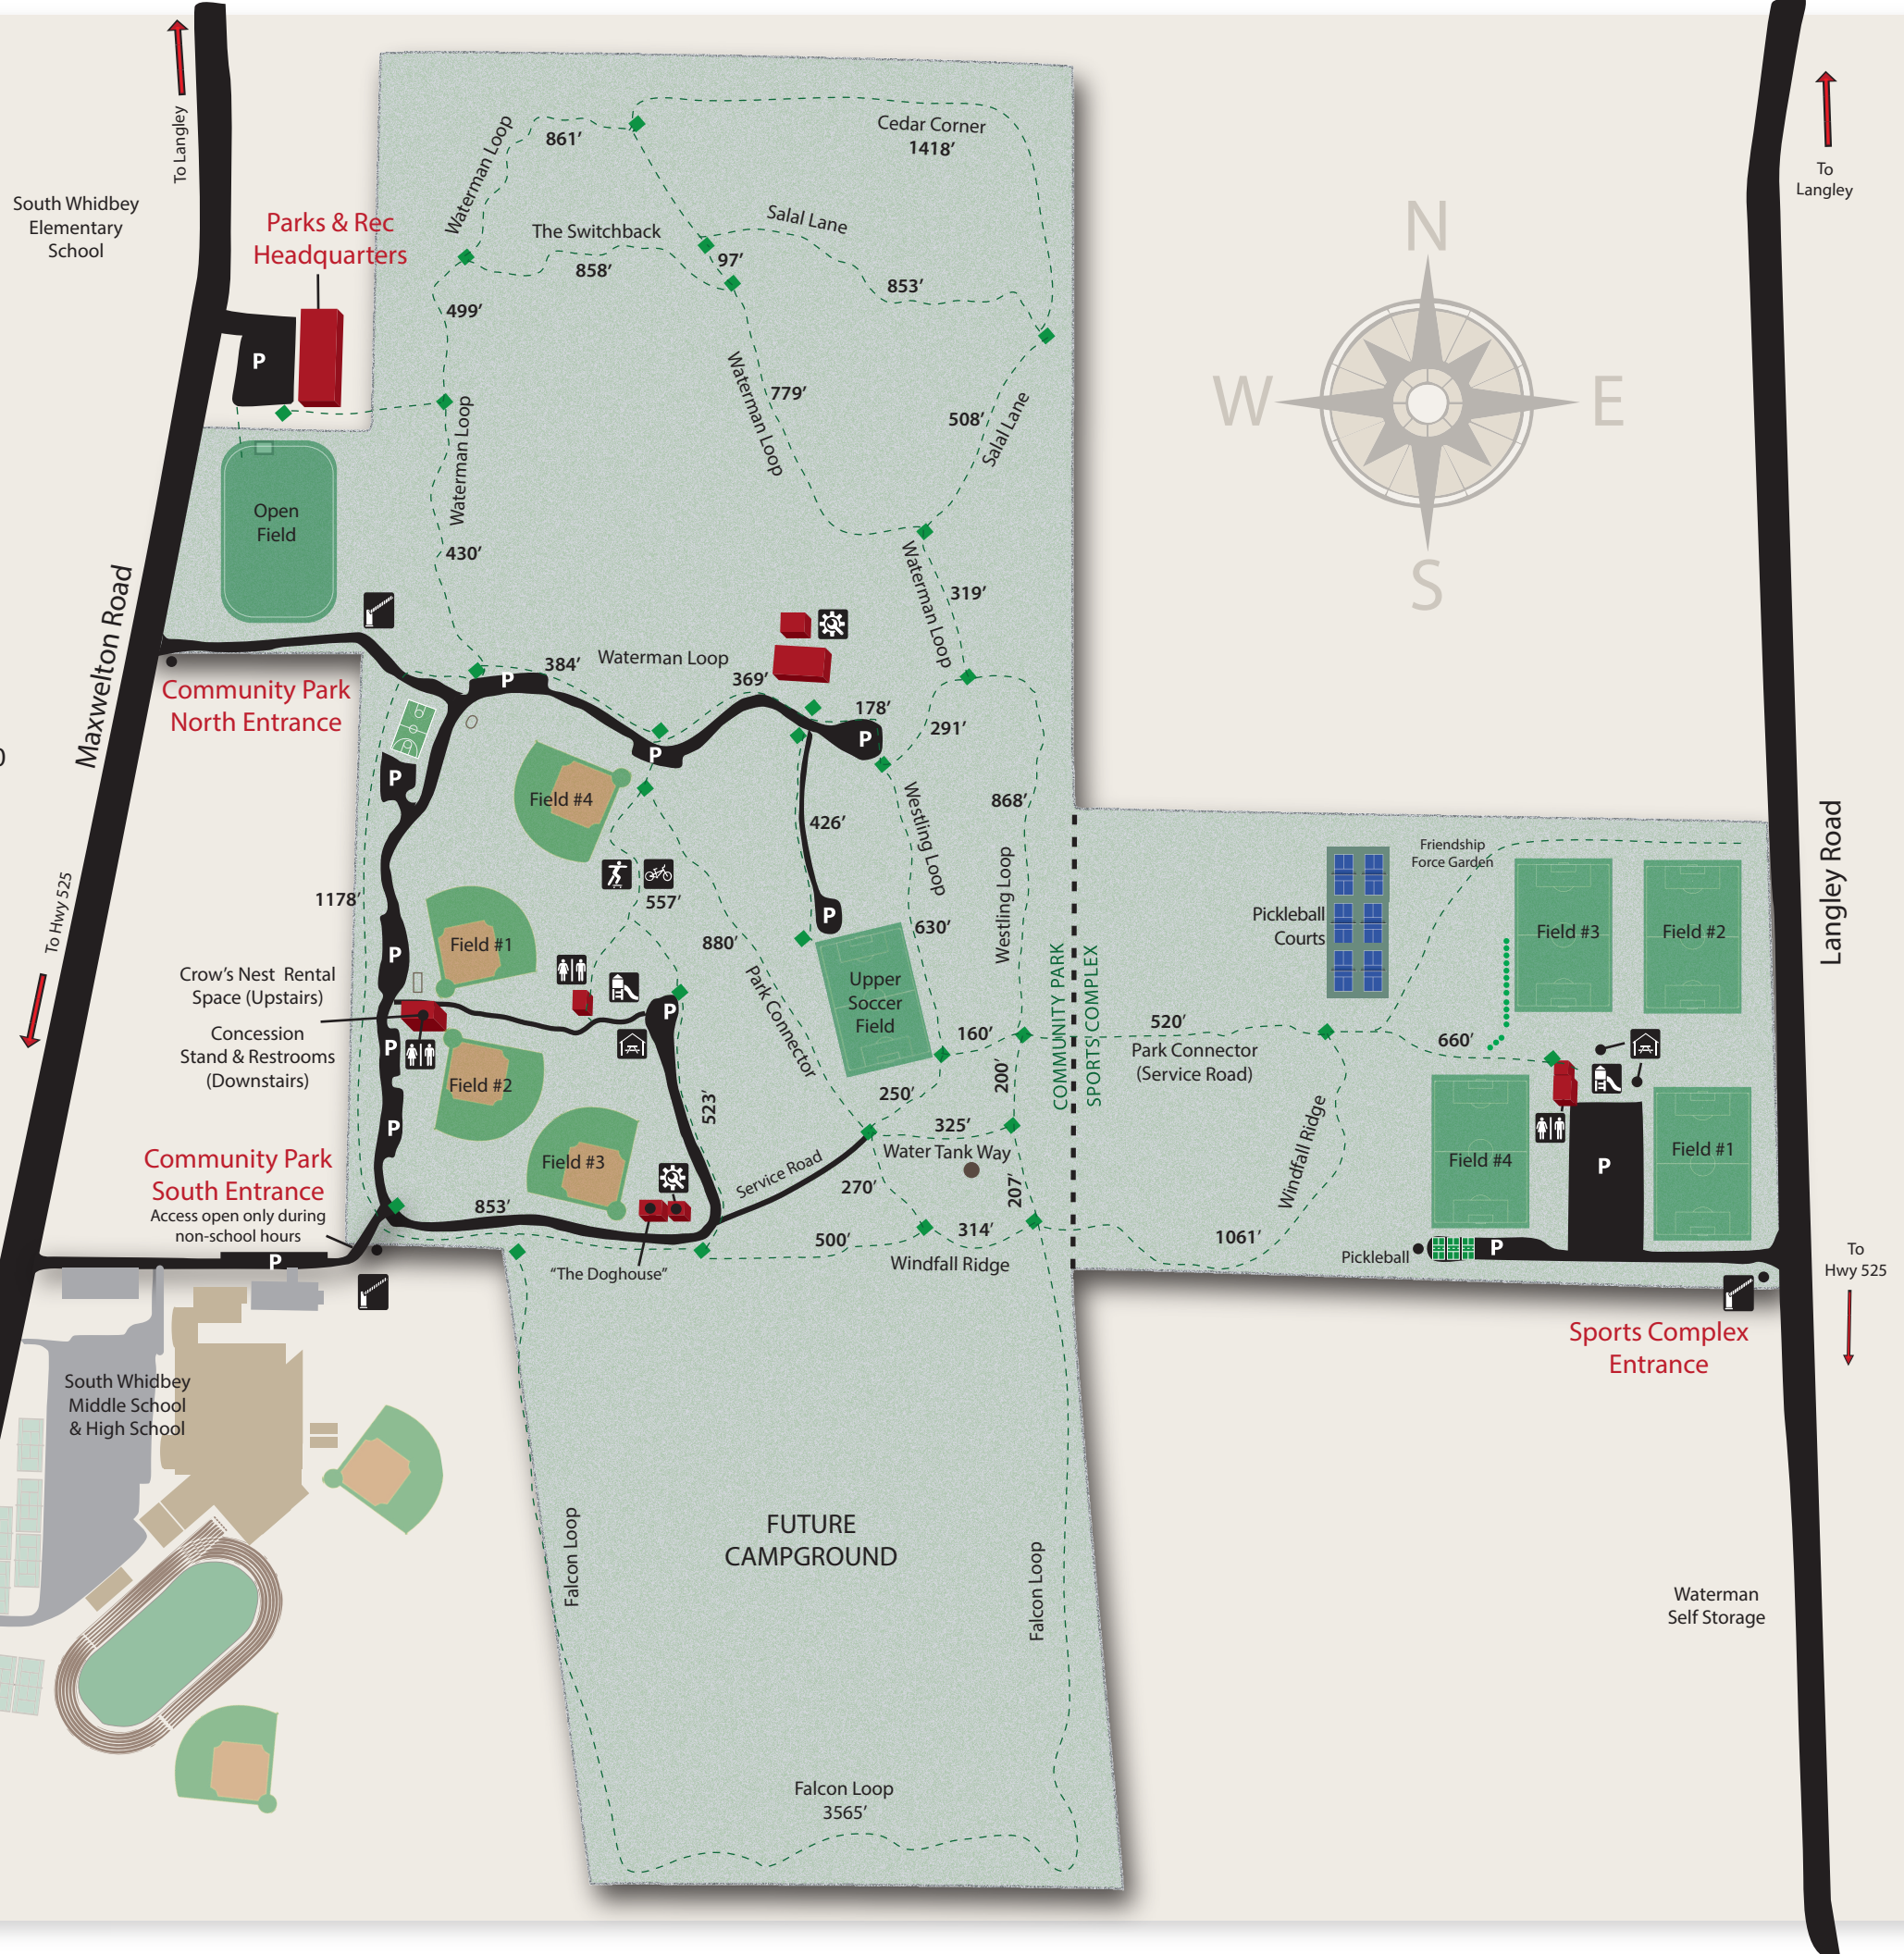 To Langley
South Whidbey
Elementary
School
Parks & Rec
Headquarters
P
Waterman Loop
861’
Cedar Corner
1418’
The Switchback
858’
Salal Lane
97’
853’
499’
Waterman Loop
779’
508’
Salal Lane
Waterman Loop
430’
Open
Field
Maxwelton Road
Community Park
North Entrance
384’
Waterman Loop
369’
178’
Waterman Loop
319’
291’
P
P
P
P
Field #4
426’
Westling Loop
868’
Westling Loop
630’
557’
880’
Park Connector
P
Upper
Soccer
Field
1178’
To Hwy 525
Field #1
P
Crow’s Nest Rental
Space (Upstairs)
Concession
Stand & Restrooms
(Downstairs)
P
P
P
Field #2
Field #3
523’
160’
200’
250’
325’
Water Tank Way
270’
207’
314’
Windfall Ridge
500’
Service Road
853’
“The Doghouse”
Community Park
South Entrance
Access open only during
non-school hours
P
South Whidbey
Middle School
& High School
COMMUNITY PARK
SPORTS COMPLEX
520’
Park Connector
(Service Road)
Windfall Ridge
1061’
660’
Pickleball
Courts
Friendship
Force Garden
Field #3
Field #2
Field #4
Field #1
P
Pickleball
P
Sports Complex
Entrance
Langley Road
To
Langley
To
Hwy 525
N
W
E
S
Waterman
Self Storage
FUTURE
CAMPGROUND
Falcon Loop
Falcon Loop
Falcon Loop
3565’